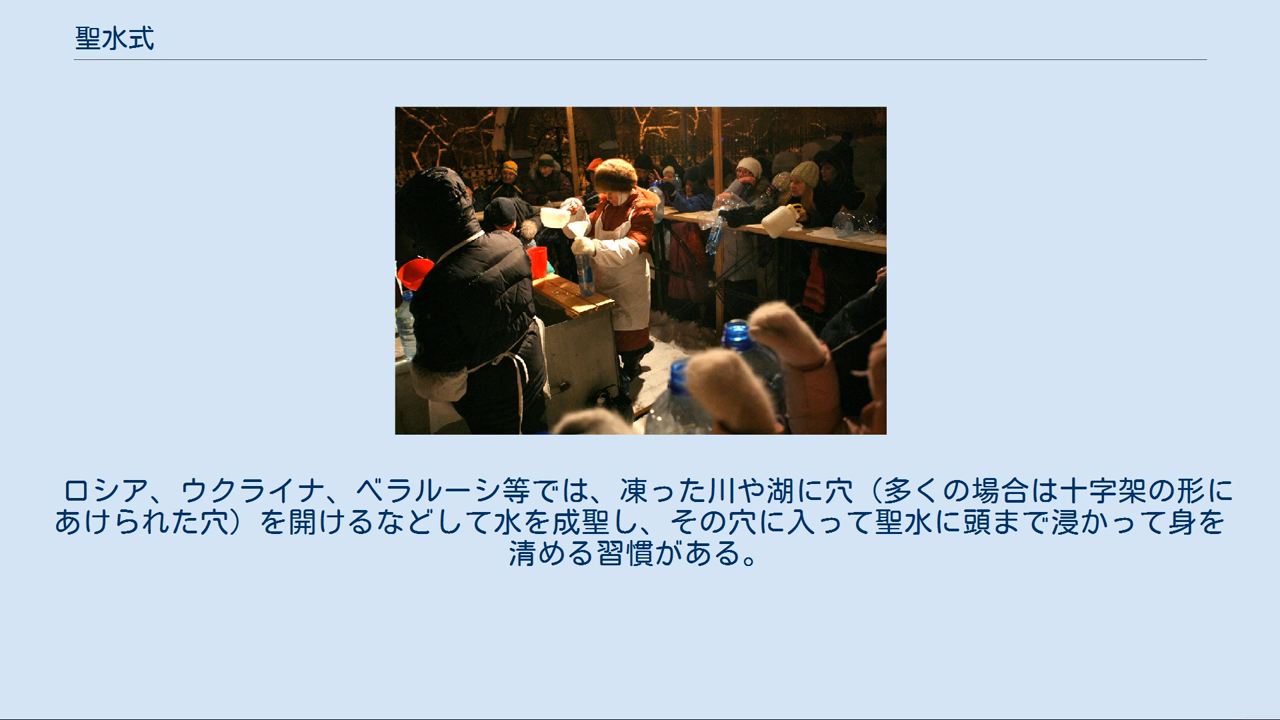 聖水式
ロシア、ウクライナ、ベラルーシ等では、凍った川や湖に穴（多くの場合は十字架の形に
あけられた穴）を開けるなどして水を成聖し、その穴に入って聖水に頭まで浸かって身を
清める習慣がある。